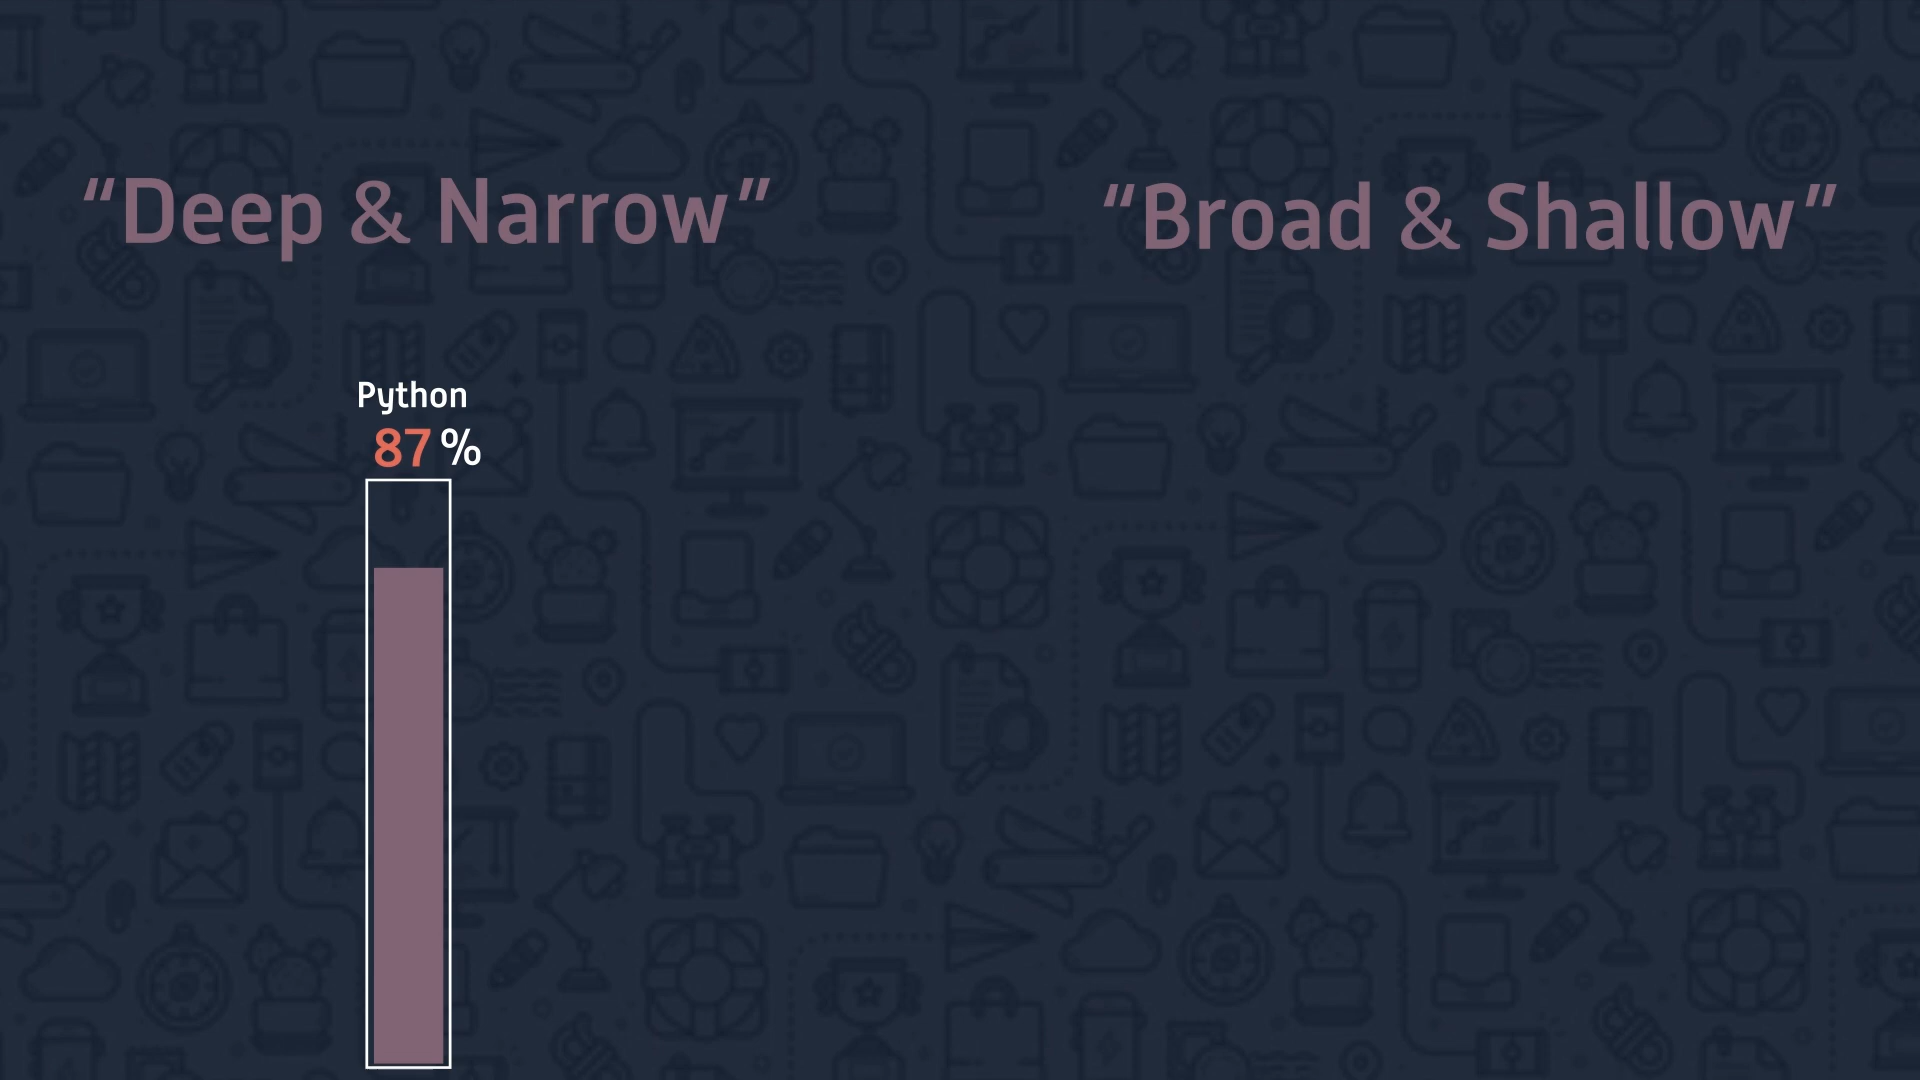 “Deep & Narrow”
“Broad & Shallow”
Python
87 %